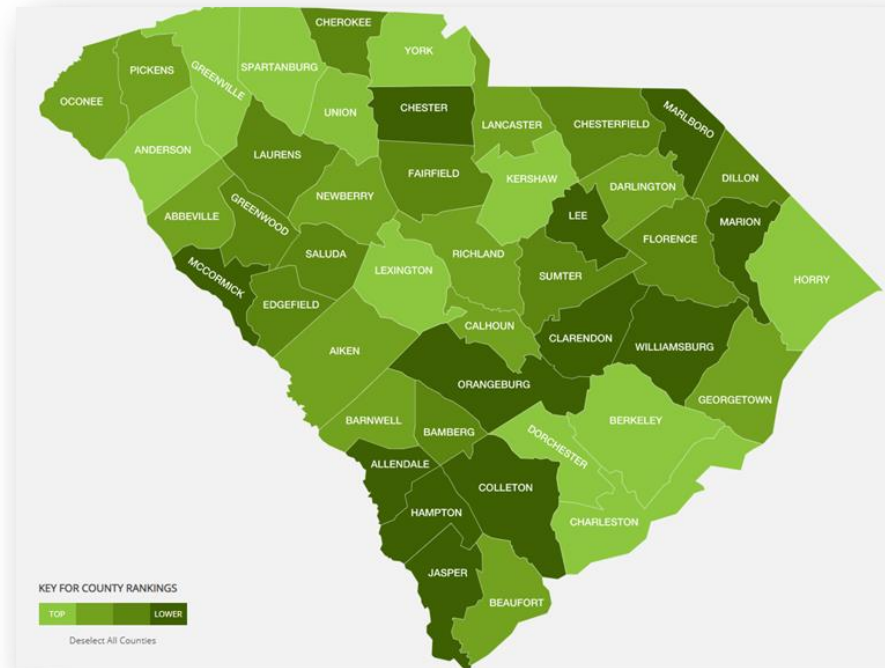 CHEROKEE
YORK
SPARTANBURG
GREENVILLE
PICKENS
OCONEE
UNION
CHESTER
LANCASTER
CHESTERFIELD
MARLBORO
ANDERSON
LAURENS
FAIRFIELD
KERSHAW
DARLINGTON
DILLON
NEWBERRY
ABBEVILLE
GREENWOOD
LEE
MARION
FLORENCE
SALUDA
RICHLAND
LEXINGTON
SUMTER
HORRY
MCCORMICK
EDGEFIELD
CALHOUN
CLARENDON
WILLIAMSBURG
AIKEN
ORANGEBURG
GEORGETOWN
BARNWELL
BAMBERG
DORCHESTER
BERKELEY
ALLENDALE
COLLETON
HAMPTON
CHARLESTON
JASPER
BEAUFORT
KEY FOR COUNTY RANKINGS
TOP LOWER
Deselect All Counties